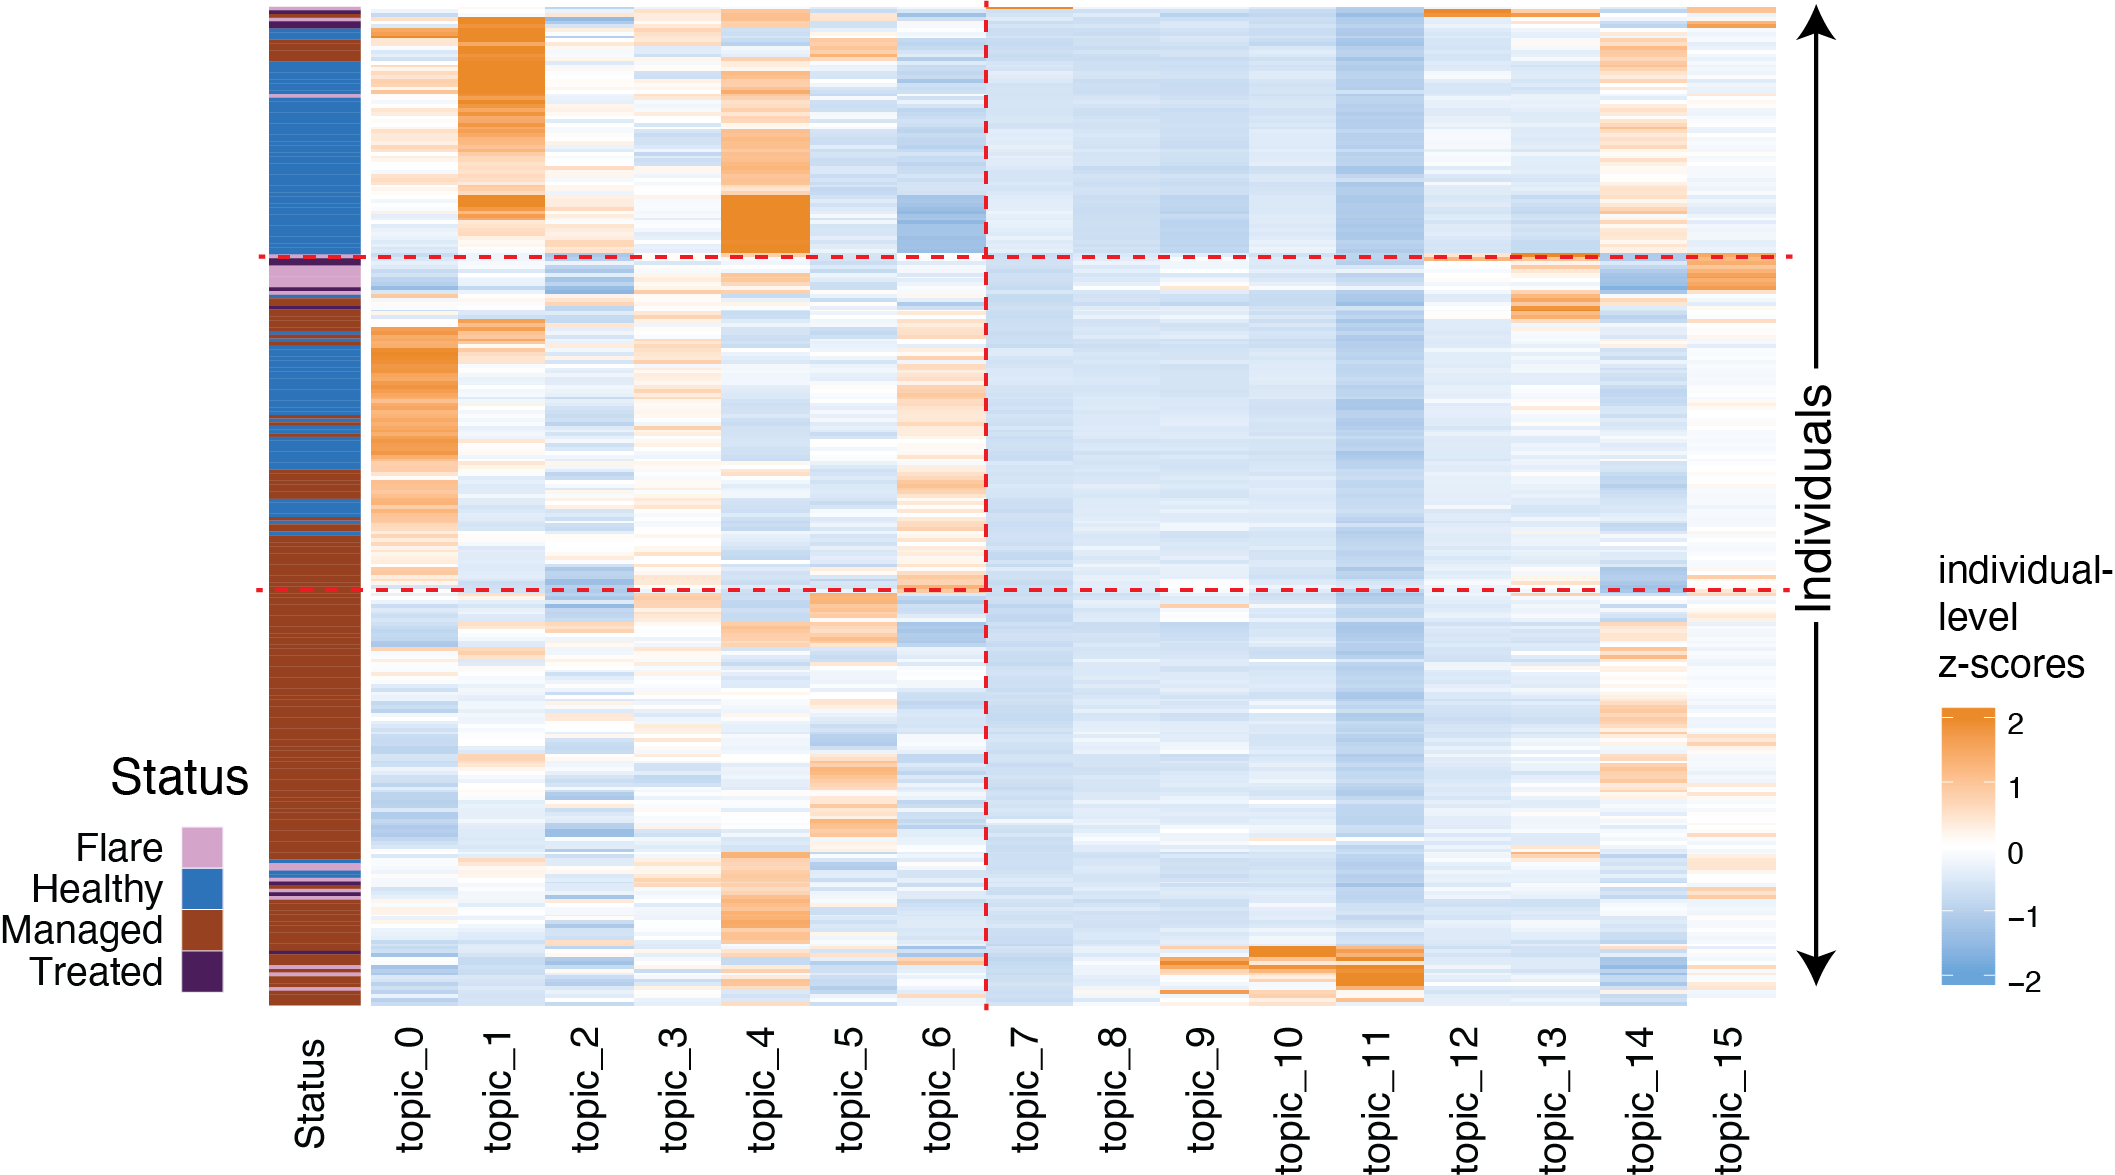 Individuals
individual-
level
z-scores
2
1
0
−1
−2
Status
Flare
Healthy
Managed
Treated
Status
topic_0
topic_1
topic_2
topic_3
topic_4
topic_5
topic_6
topic_7
topic_8
topic_9
topic_10
topic_11
topic_12
topic_13
topic_14
topic_15